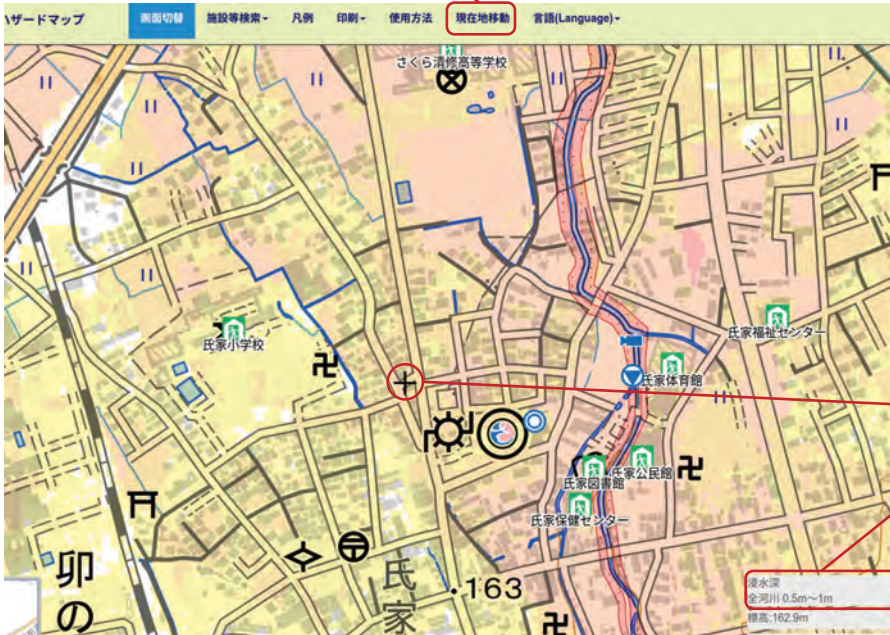 ハザードマップ
画面切替
施設等検索▾
凡例
印刷▾
使用方法
現在地移動
言語(Language)▾
さくら清修高等学校
氏家小学校
氏家福祉センター
氏家体育館
氏家公民館
氏家図書館
氏家保健センター
卯の
氏家
.163
浸水深
全河川 0.5m〜1m
標高:162.9m